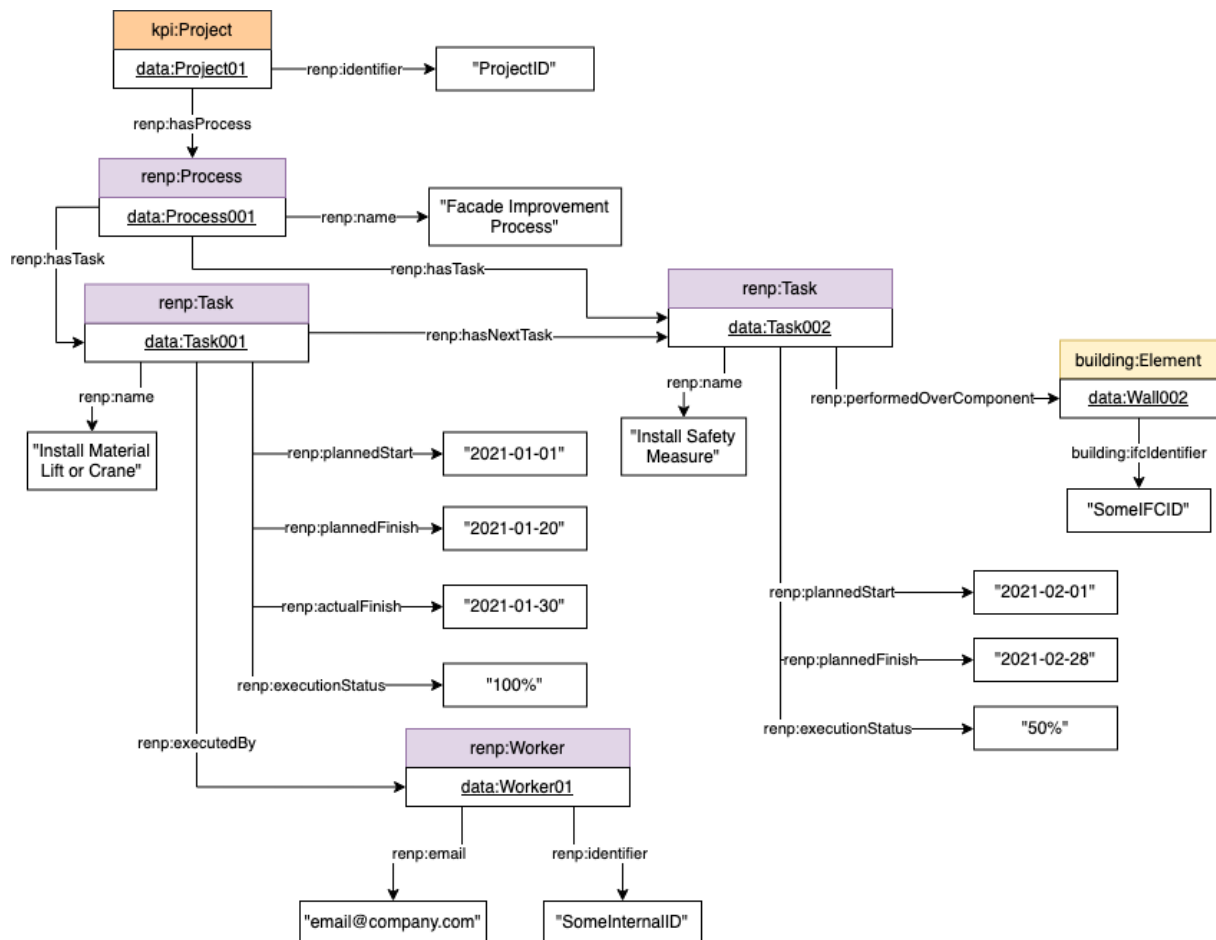 kpi:Project
data:Project01
renp:identifier
"ProjectID"
renp:hasProcess
renp:Process
data:Process001
renp:name
"Facade Improvement
Process"
renp:hasTask
renp:hasTask
renp:Task
data:Task001
renp:hasNextTask
renp:Task
data:Task002
building:Element
data:Wall002
renp:name
"Install Material
Lift or Crane"
renp:name
"Install Safety
Measure"
renp:performedOverComponent
building:ifcIdentifier
"SomeIFCID"
renp:plannedStart
"2021-01-01"
renp:plannedFinish
"2021-01-20"
renp:actualFinish
"2021-01-30"
renp:executionStatus
"100%"
renp:plannedStart
"2021-02-01"
renp:plannedFinish
"2021-02-28"
renp:executionStatus
"50%"
renp:executedBy
renp:Worker
data:Worker01
renp:email
renp:identifier
"email@company.com"
"SomeInternalID"